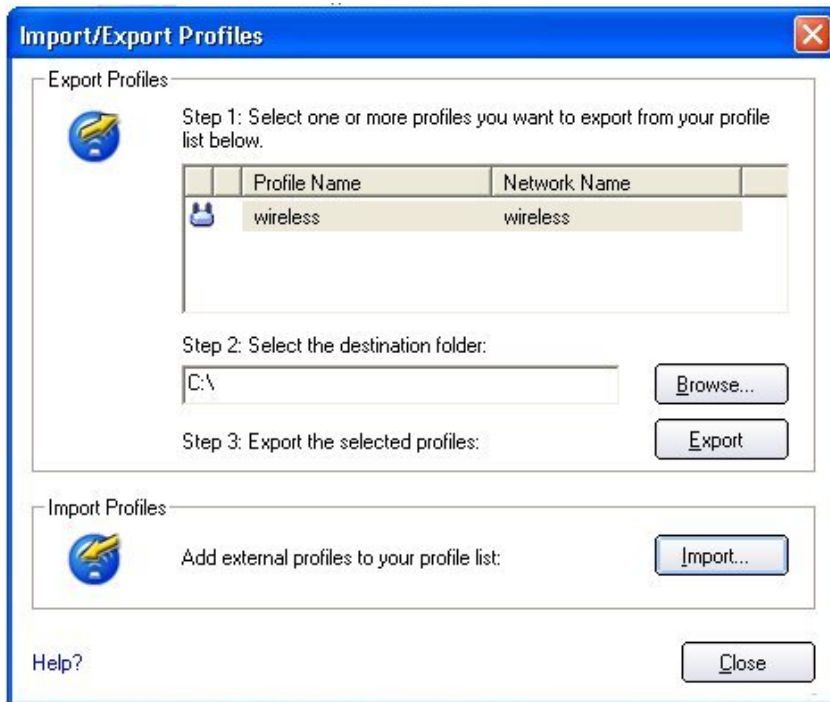 Import/Export Profiles
Export Profiles
Step 1: Select one or more profiles you want to export from your profile
list below.
Profile Name Network Name
wireless wireless
Step 2: Select the destination folder:
C:\ Browse...
Step 3: Export the selected profiles: Export
Import Profiles
Add external profiles to your profile list: Import...
Help? Close